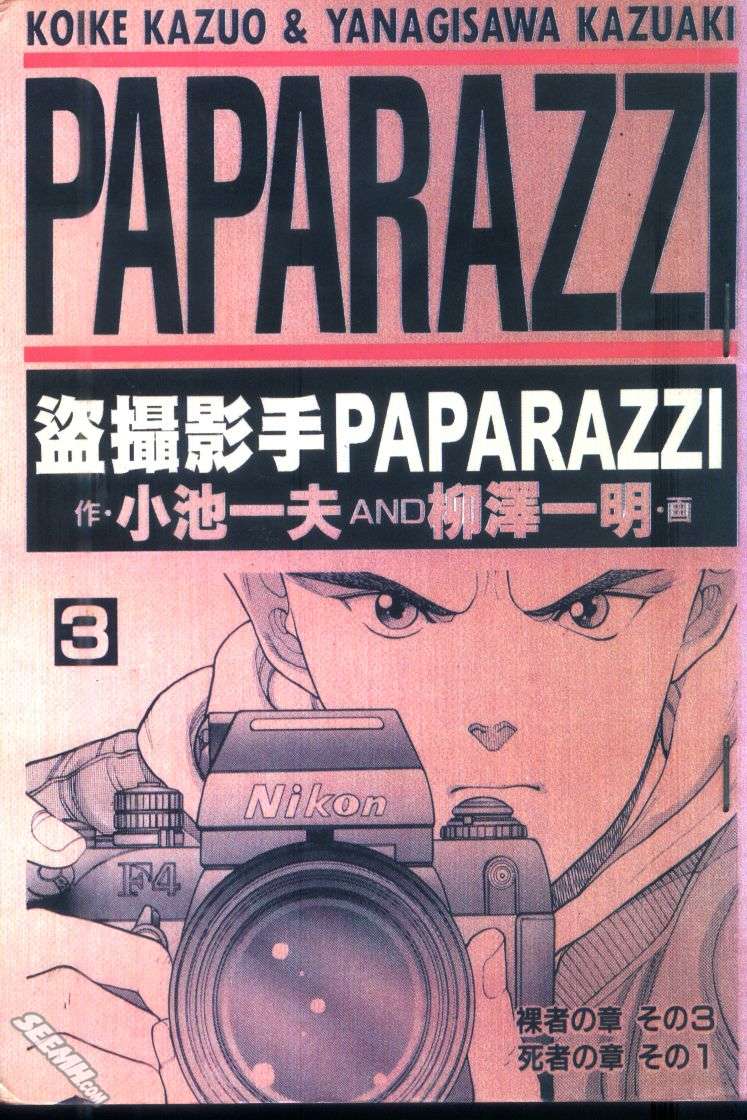 KOIKE KAZUO & YANAGISAWA KAZUAKI
PAPARAZZI
盜攝影手PAPARAZZI
作・小池一夫 AND 柳澤一明・画
3
Nikon
F4
裸者の章 その3
死者の章 その1
SEEMH.COM